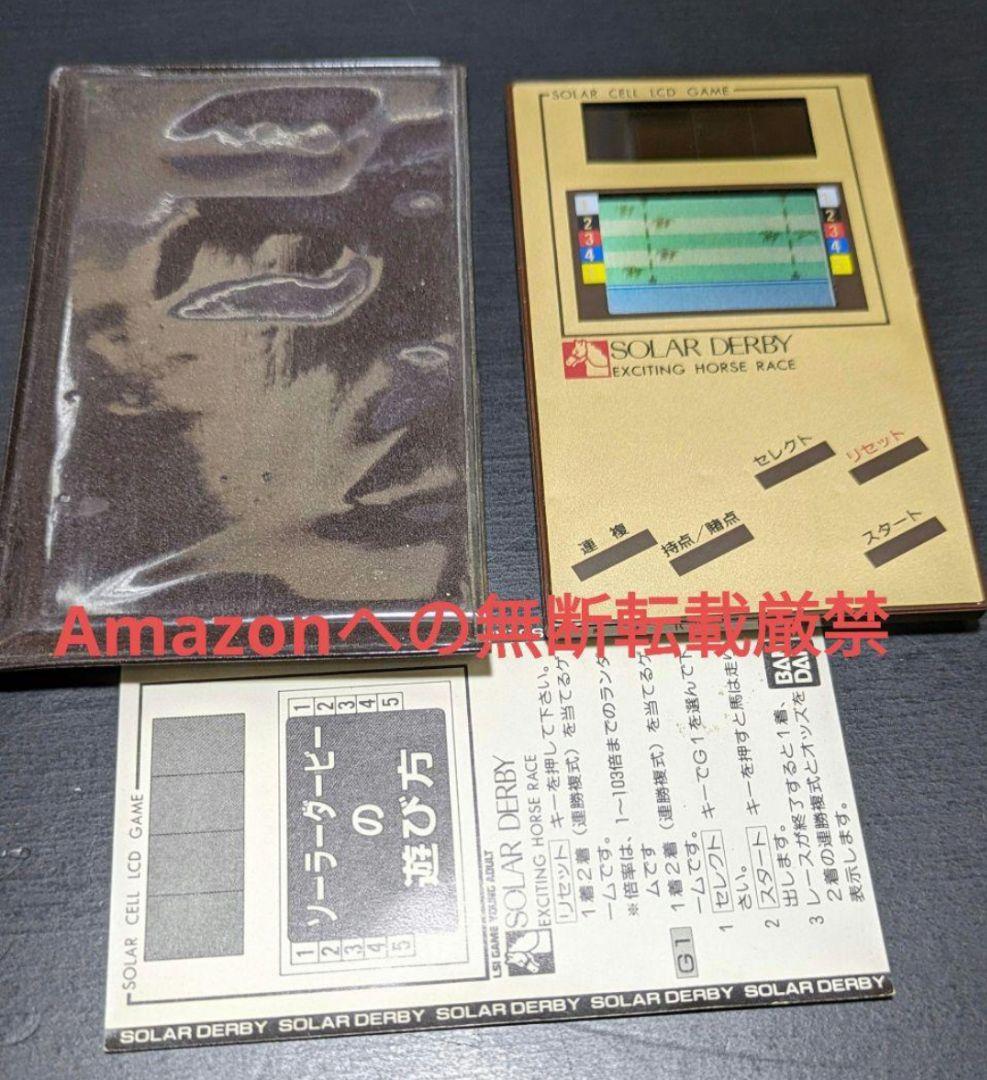 SOLAR CELL LCD GAME
1
2
3
4
1
2
3
4
SOLAR DERBY
EXCITING HORSE RACE
セレクト
リセット
連複
持点/賭点
スタート
Amazonへの無断転載厳禁
SOLAR CELL LCD GAME
1
2
3
4
5
ソーラーダービー
の
遊び方
1
2
3
4
5
LSI GAME YOUNG ADULT
SOLAR DERBY
EXCITING HORSE RACE
リセット キーを押して下さい。
1着2着(連勝複式)を当てるゲ
ームです。
※倍率は、1~103倍までのランダ
ムです
G1
1着2着(連勝複式)を当てるゲ
ームです。
1 セレクト キーでG1を選んで下
さい。
2 スタート キーを押すと馬は走り
出します。
3 レースが終了すると1着、
2着の連勝複式とオッズを
表示します。
BAN
DAI
SOLAR DERBY SOLAR DERBY SOLAR DERBY SOLAR DERBY SOLAR DERBY